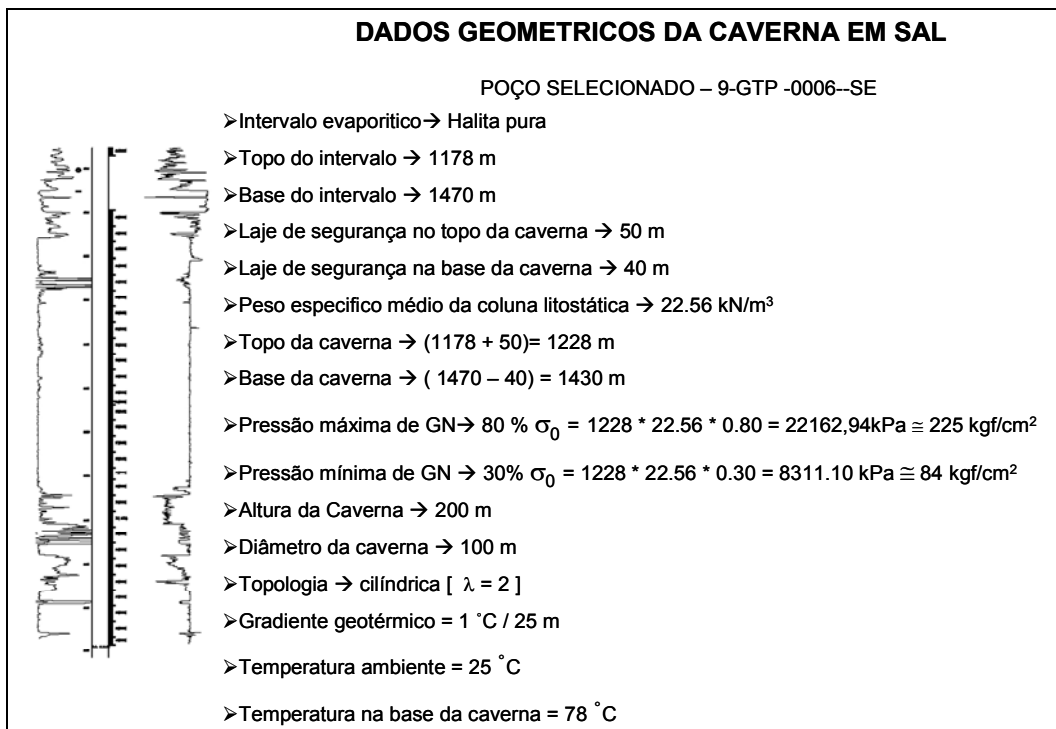 DADOS GEOMETRICOS DA CAVERNA EM SAL
POÇO SELECIONADO – 9-GTP -0006--SE
➢Intervalo evaporitico→ Halita pura
➢Topo do intervalo → 1178 m
➢Base do intervalo → 1470 m
➢Laje de segurança no topo da caverna → 50 m
➢Laje de segurança na base da caverna → 40 m
➢Peso especifico médio da coluna litostática → 22.56 kN/m³
➢Topo da caverna → (1178 + 50)= 1228 m
➢Base da caverna → ( 1470 – 40) = 1430 m
➢Pressão máxima de GN→ 80 % σ₀ = 1228 * 22.56 * 0.80 = 22162,94kPa ≅ 225 kgf/cm²
➢Pressão mínima de GN → 30% σ₀ = 1228 * 22.56 * 0.30 = 8311.10 kPa ≅ 84 kgf/cm²
➢Altura da Caverna → 200 m
➢Diâmetro da caverna → 100 m
➢Topologia → cilíndrica [ λ = 2 ]
➢Gradiente geotérmico = 1 ˚C / 25 m
➢Temperatura ambiente = 25 ˚C
➢Temperatura na base da caverna = 78 ˚C